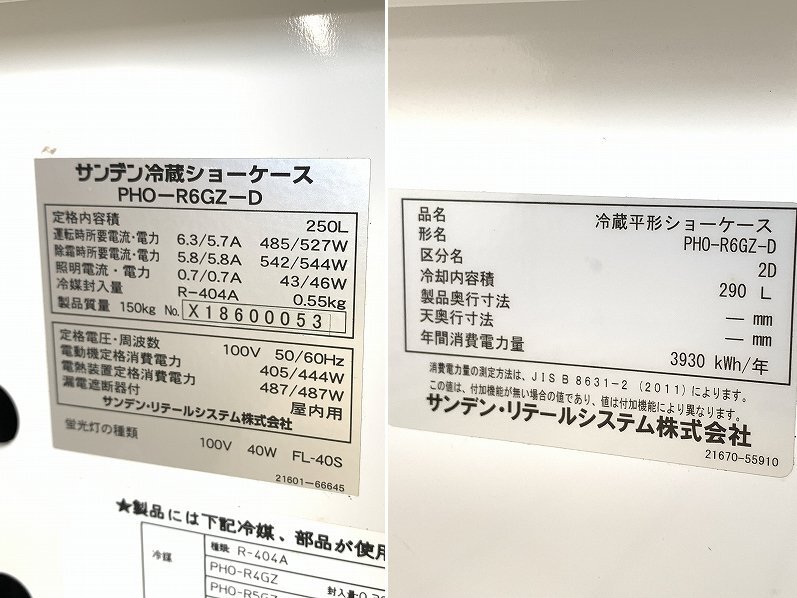 サンデン冷蔵ショーケース
PHO-R6GZ-D
定格内容積 250L
運転時所要電流・電力 6.3/5.7A 485/527W
除霜時所要電流・電力 5.8/5.8A 542/544W
照明電流・電力 0.7/0.7A 43/46W
冷媒封入量 R-404A 0.55kg
製品質量 150kg No. X18600053
定格電圧・周波数 100V 50/60Hz
電動機定格消費電力 405/444W
電熱装置定格消費電力 487/487W
漏電遮断器付 屋内用
サンデン・リテールシステム株式会社
蛍光灯の種類 100V 40W FL-40S
21601-66645
★製品には下記冷媒、部品が使用
冷媒 種類: R-404A
PHO-R4GZ
PHO-R5GZ 封入量:0.
品名 冷蔵平形ショーケース
形名 PHO-R6GZ-D
区分名 2D
冷却内容積 290 L
製品奥行寸法 — mm
天奥行寸法 — mm
年間消費電力量 3930 kWh/年
消費電力量の測定方法は、JIS B 8631-2 (2011) によります。
この値は、付加機能が無い場合の値であり、値は付加機能により異なります。
サンデン・リテールシステム株式会社
21670-55910